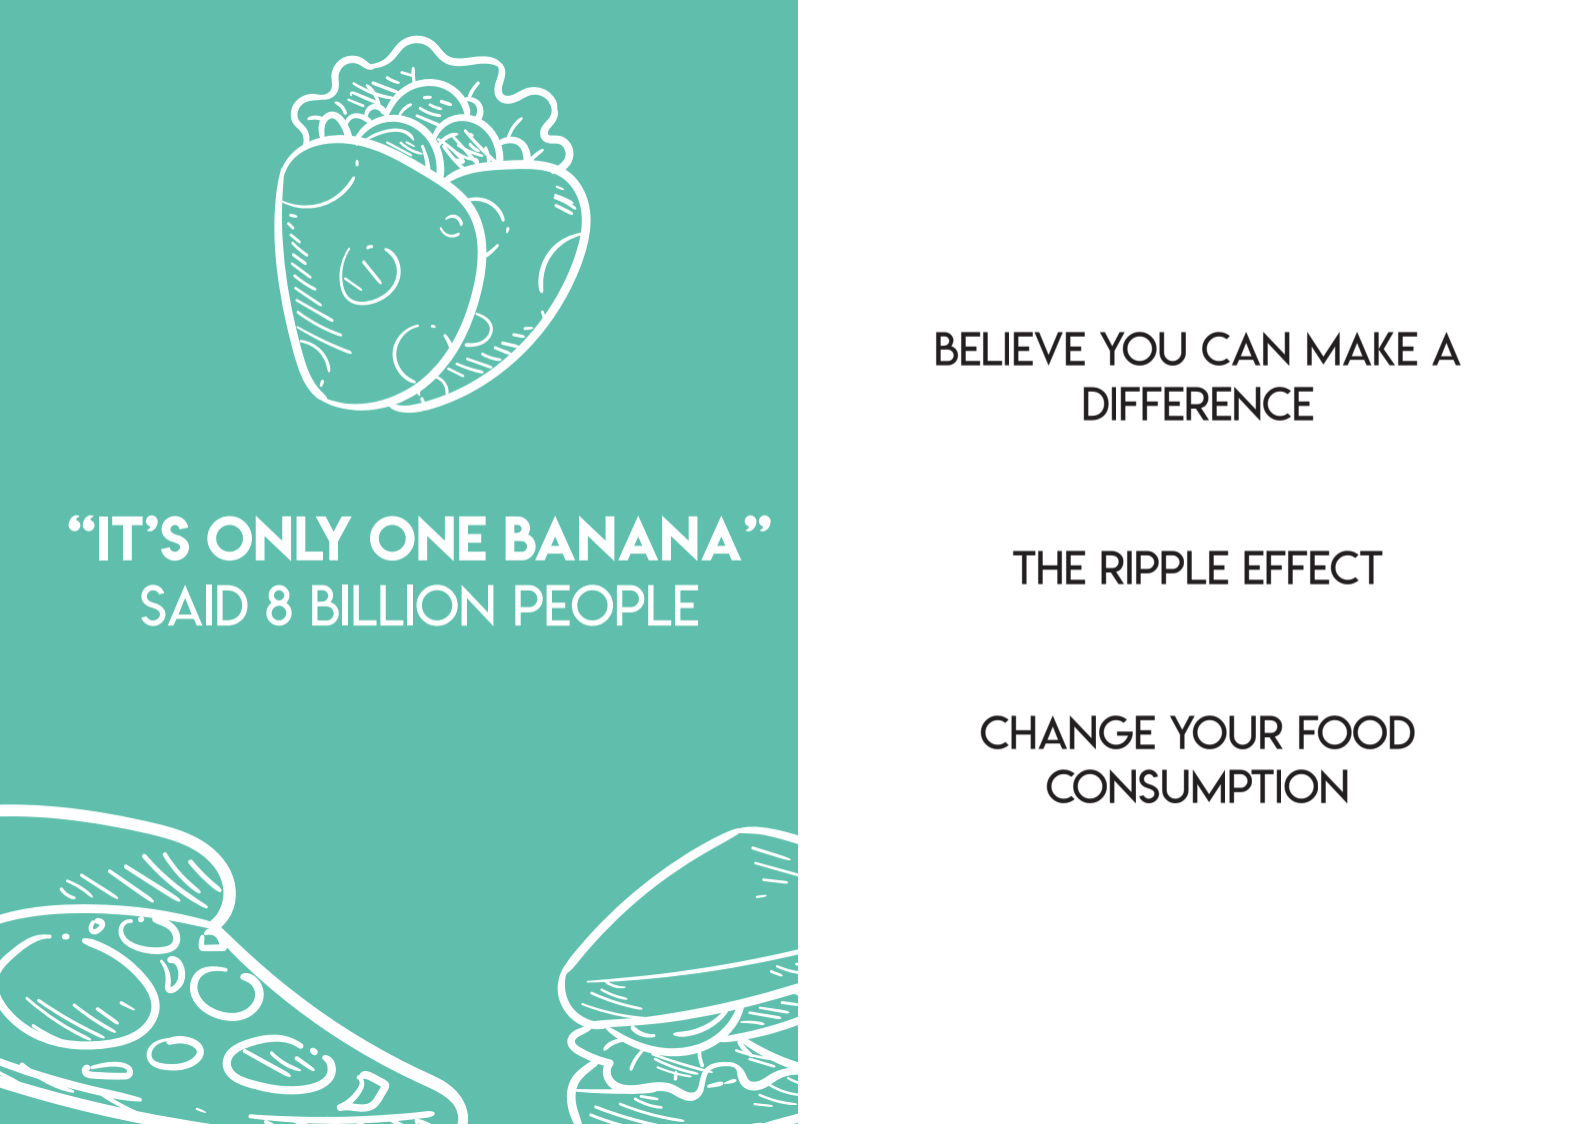 “IT’S ONLY ONE BANANA”
SAID 8 BILLION PEOPLE
BELIEVE YOU CAN MAKE A
DIFFERENCE
THE RIPPLE EFFECT
CHANGE YOUR FOOD
CONSUMPTION